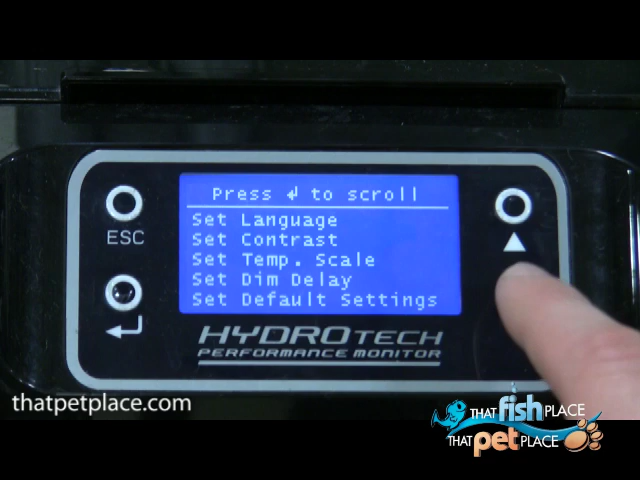 Press ↲ to scroll
Set Language
Set Contrast
Set Temp. Scale
Set Dim Delay
Set Default Settings
ESC
HYDROTECH
PERFORMANCE MONITOR
thatpetplace.com
THAT fish PLACE
THAT pet PLACE